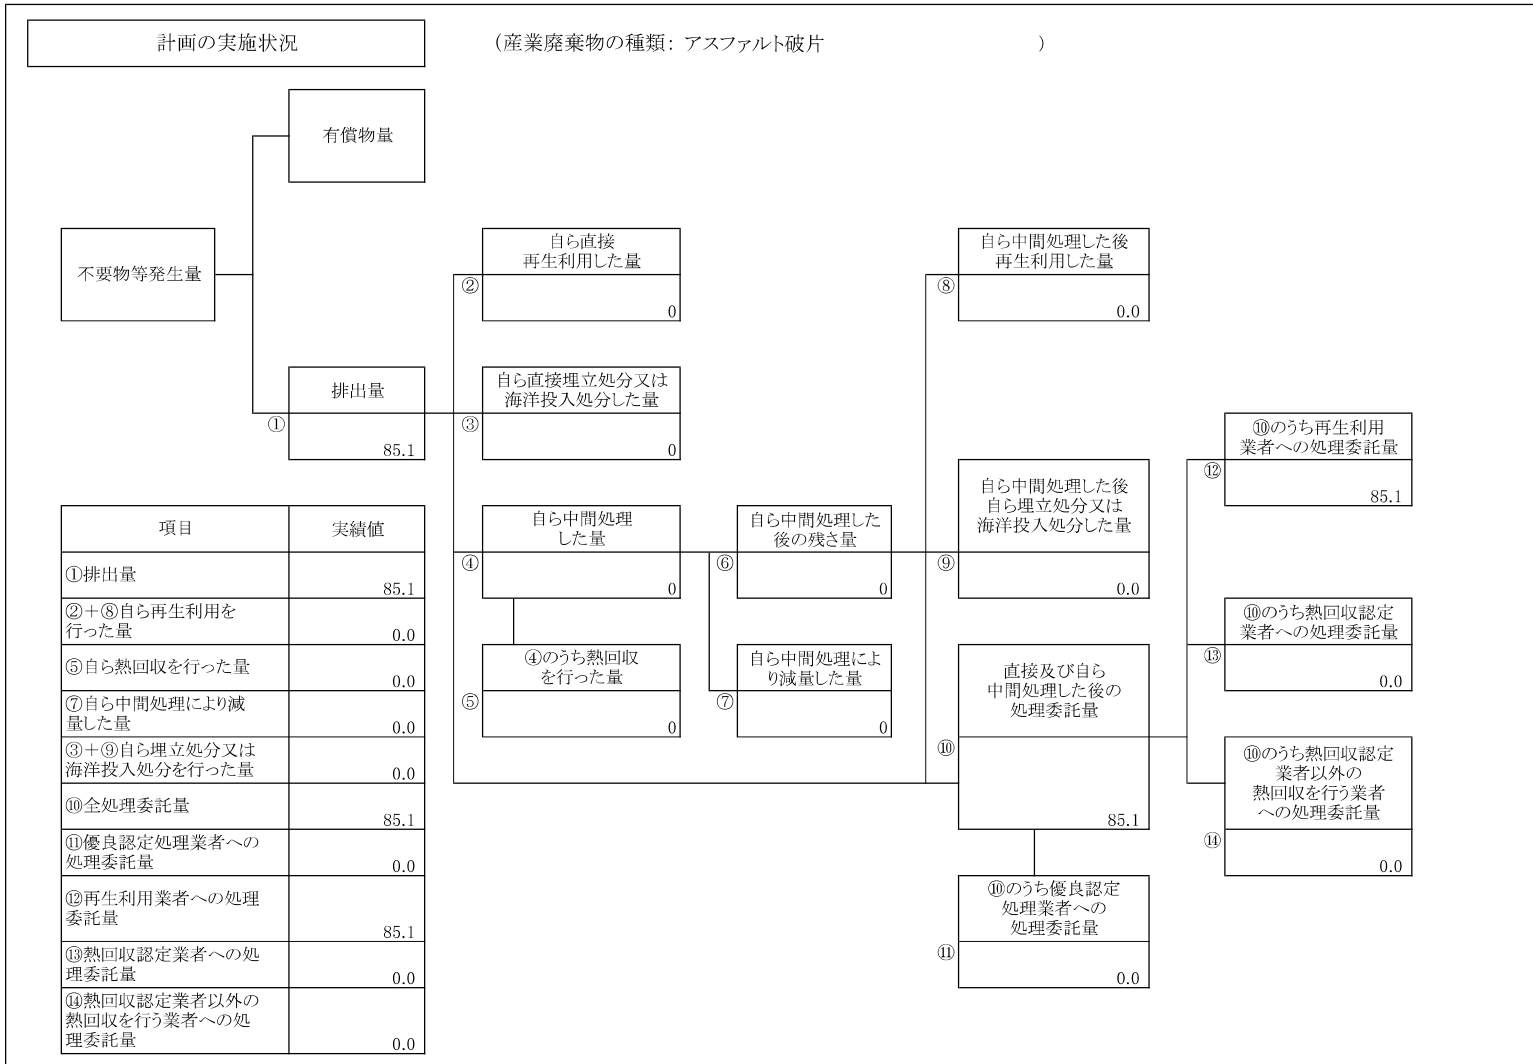 計画の実施状況
（産業廃棄物の種類：アスファルト破片　　　　　　　　　　）
有償物量
不要物等発生量
自ら直接
再生利用した量
②
0
自ら中間処理した後
再生利用した量
⑧
0.0
排出量
①
85.1
自ら直接埋立処分又は
海洋投入処分した量
③
0
⑩のうち再生利用
業者への処理委託量
⑫
85.1
自ら中間処理
した量
④
0
自ら中間処理した
後の残さ量
⑥
0
自ら中間処理した後
自ら埋立処分又は
海洋投入処分した量
⑨
0.0
⑩のうち熱回収認定
業者への処理委託量
⑬
0.0
④のうち熱回収
を行った量
⑤
0
自ら中間処理によ
り減量した量
⑦
0
直接及び自ら
中間処理した後の
処理委託量
⑩
85.1
⑩のうち熱回収認定
業者以外の
熱回収を行う業者
への処理委託量
⑭
0.0
⑩のうち優良認定
処理業者への
処理委託量
⑪
0.0
項目 実績値
①排出量
85.1
②＋⑧自ら再生利用を
行った量
0.0
⑤自ら熱回収を行った量
0.0
⑦自ら中間処理により減
量した量
0.0
③＋⑨自ら埋立処分又は
海洋投入処分を行った量
0.0
⑩全処理委託量
85.1
⑪優良認定処理業者への
処理委託量
0.0
⑫再生利用業者への処理
委託量
85.1
⑬熱回収認定業者への処
理委託量
0.0
⑭熱回収認定業者以外の
熱回収を行う業者への処
理委託量
0.0